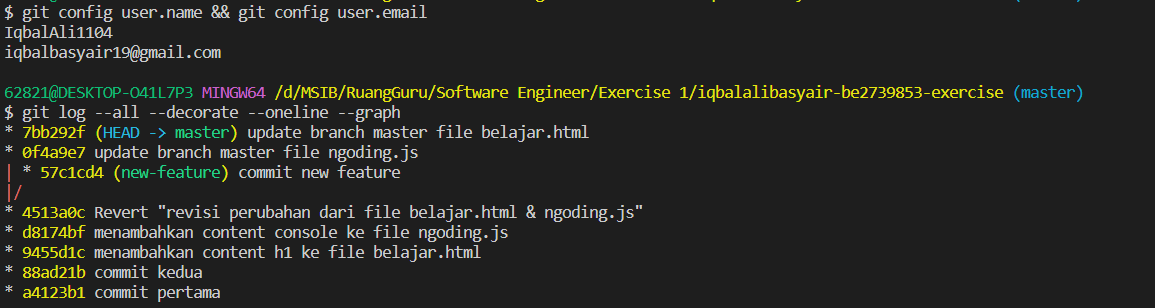 $ git config user.name && git config user.email
IqbalAli1104
iqbalbasyair19@gmail.com
62821@DESKTOP-O41L7P3 MINGW64 /d/MSIB/RuangGuru/Software Engineer/Exercise 1/iqbalalibasyair-be2739853-exercise (master)
$ git log --all --decorate --oneline --graph
* 7bb292f (HEAD -> master) update branch master file belajar.html
* 0f4a9e7 update branch master file ngoding.js
| * 57c1cd4 (new-feature) commit new feature
|/
* 4513a0c Revert "revisi perubahan dari file belajar.html & ngoding.js"
* d8174bf menambahkan content console ke file ngoding.js
* 9455d1c menambahkan content h1 ke file belajar.html
* 88ad21b commit kedua
* a4123b1 commit pertama